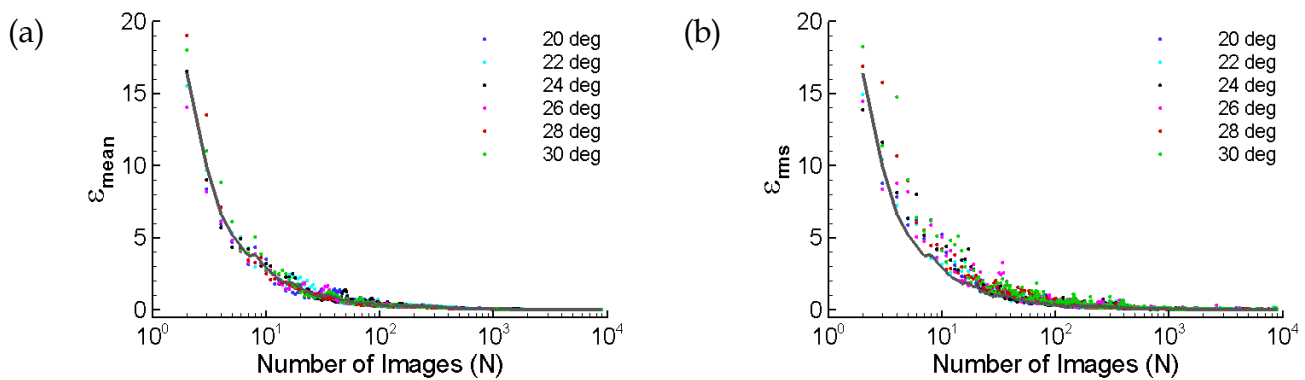 (a)
20
15
10
5
0
ε_mean
10^0
10^1
10^2
10^3
10^4
Number of Images (N)
20 deg
22 deg
24 deg
26 deg
28 deg
30 deg
(b)
20
15
10
5
0
ε_rms
10^0
10^1
10^2
10^3
10^4
Number of Images (N)
20 deg
22 deg
24 deg
26 deg
28 deg
30 deg